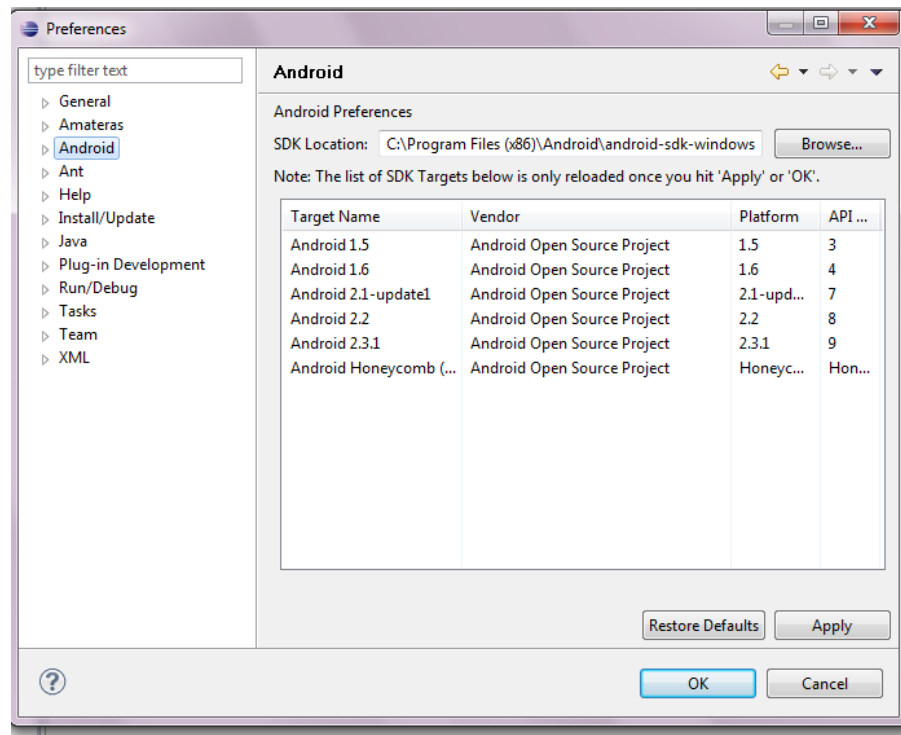 Preferences
type filter text
General
Amateras
Android
Ant
Help
Install/Update
Java
Plug-in Development
Run/Debug
Tasks
Team
XML
Android
Android Preferences
SDK Location: C:\Program Files (x86)\Android\android-sdk-windows Browse...
Note: The list of SDK Targets below is only reloaded once you hit 'Apply' or 'OK'.
Target Name Vendor Platform API ...
Android 1.5 Android Open Source Project 1.5 3
Android 1.6 Android Open Source Project 1.6 4
Android 2.1-update1 Android Open Source Project 2.1-upd... 7
Android 2.2 Android Open Source Project 2.2 8
Android 2.3.1 Android Open Source Project 2.3.1 9
Android Honeycomb (... Android Open Source Project Honeyc... Hon...
Restore Defaults Apply
? OK Cancel